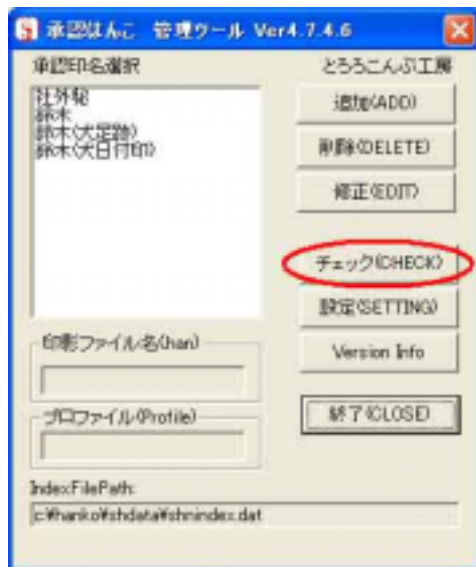 承認はんこ 管理ツール Ver4.7.4.6
承認印名選択
とろろこんぶ工房
社外秘
鈴木
鈴木(犬足跡)
鈴木(犬日付印)
追加(ADD)
削除(DELETE)
修正(EDIT)
チェック(CHECK)
設定(SETTING)
Version Info
終了(CLOSE)
印影ファイル名(han)
プロファイル(Profile)
IndexFilePath:
c:¥hanko¥shdata¥shnindex.dat